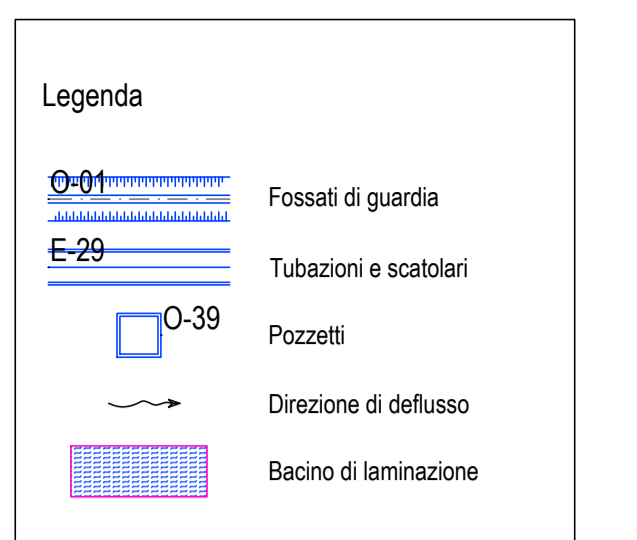 Legenda
O-01
Fossati di guardia
E-29
Tubazioni e scatolari
O-39
Pozzetti
Direzione di deflusso
Bacino di laminazione